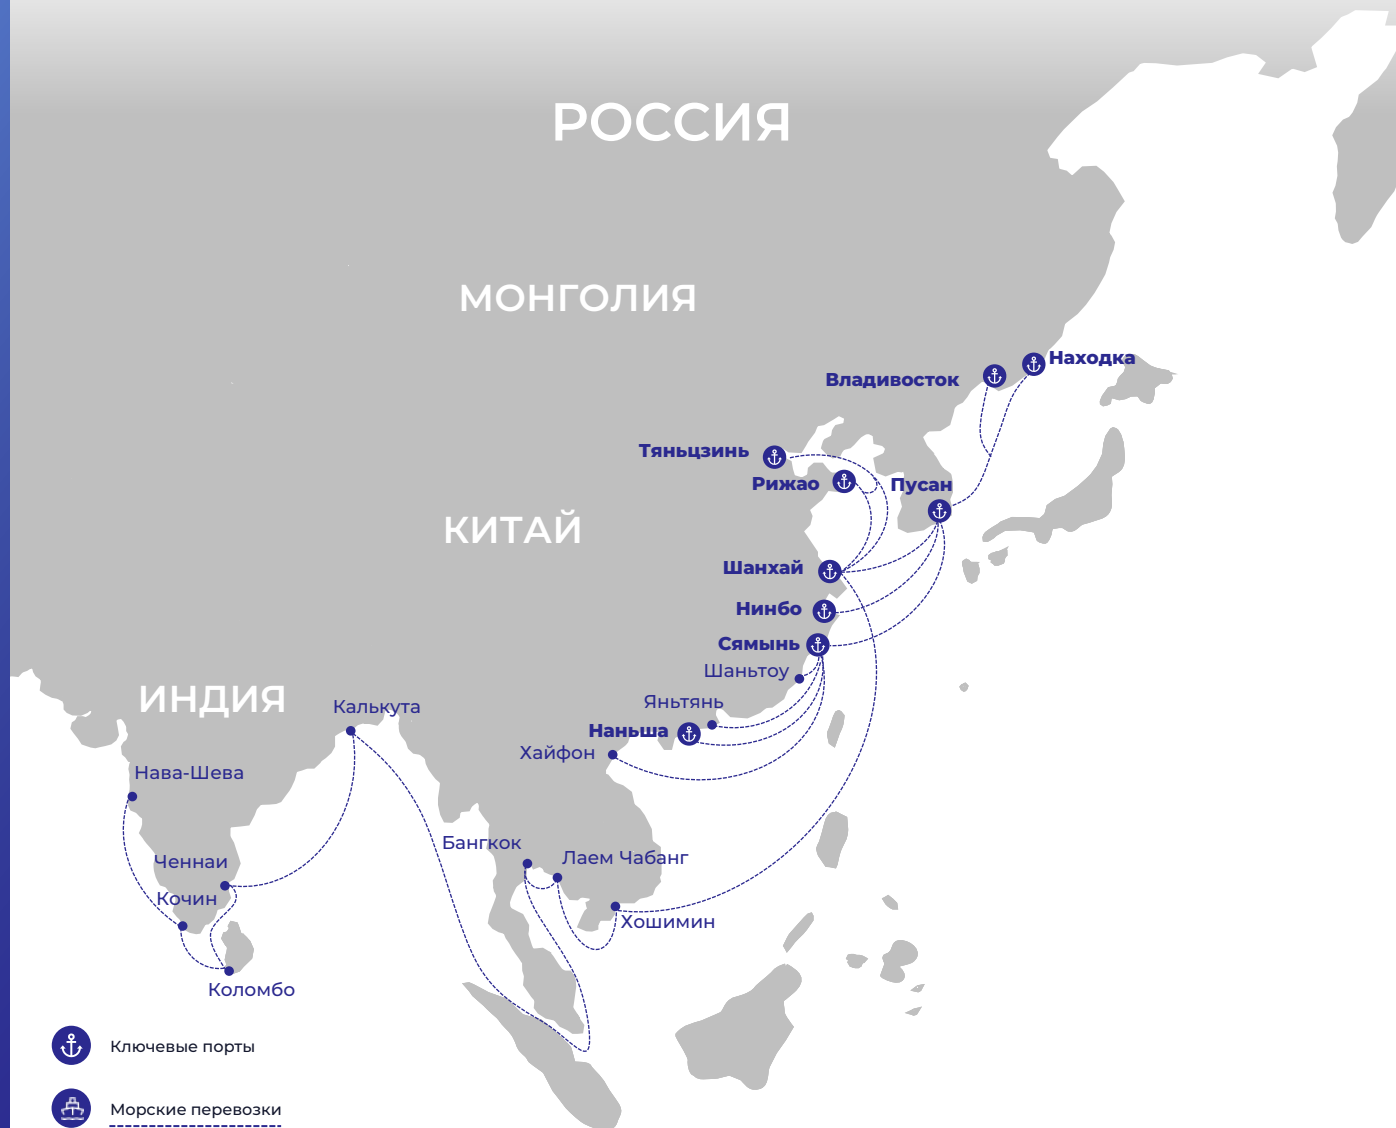 РОССИЯ
МОНГОЛИЯ
Находка
Владивосток
Тяньцзинь
Рижао
Пусан
КИТАЙ
Шанхай
Нинбо
Сямынь
Шаньтоу
ИНДИЯ
Яньтянь
Калькута
Наньша
Хайфон
Нава-Шева
Бангкок
Лаем Чабанг
Ченнаи
Кочин
Хошимин
Коломбо
Ключевые порты
Морские перевозки